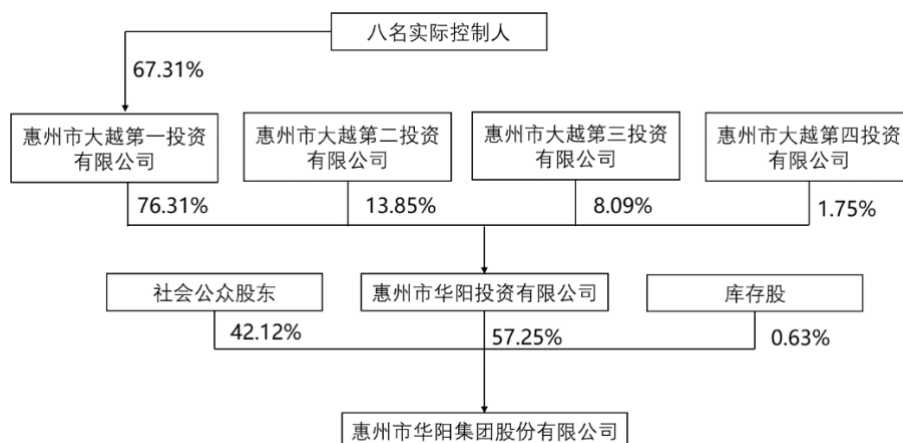 八名实际控制人
67.31%
惠州市大越第一投资
有限公司
惠州市大越第二投资
有限公司
惠州市大越第三投资
有限公司
惠州市大越第四投资
有限公司
76.31%
13.85%
8.09%
1.75%
社会公众股东
惠州市华阳投资有限公司
库存股
42.12%
57.25%
0.63%
惠州市华阳集团股份有限公司